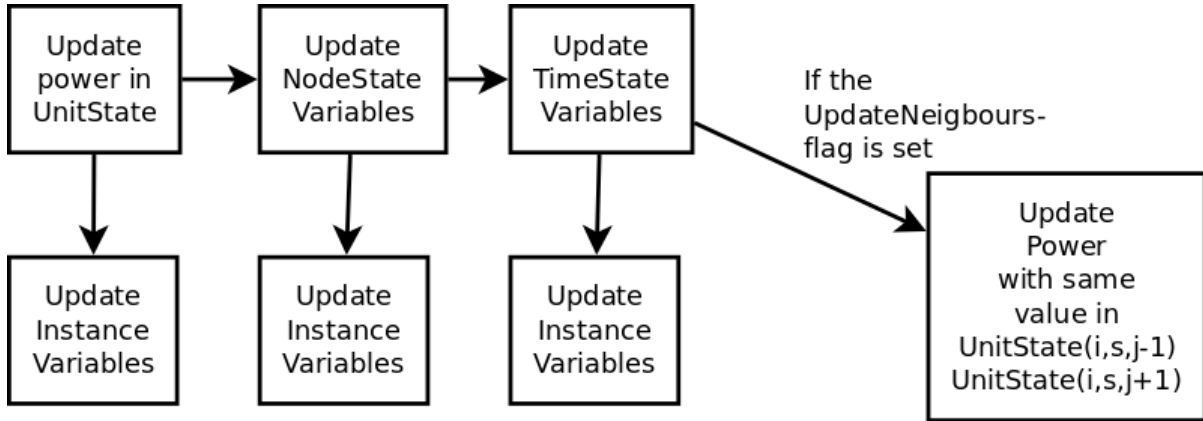 Update
power in
UnitState
Update
NodeState
Variables
Update
TimeState
Variables
If the
UpdateNeigbours-
flag is set
Update
Instance
Variables
Update
Instance
Variables
Update
Instance
Variables
Update
Power
with same
value in
UnitState(i,s,j-1)
UnitState(i,s,j+1)